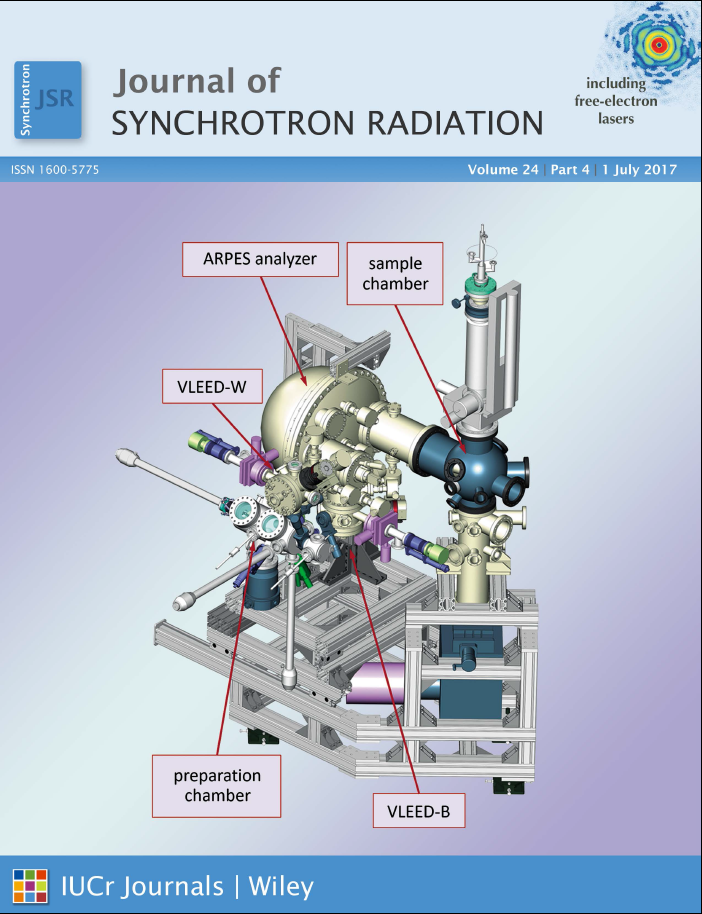 Journal of
SYNCHROTRON RADIATION
Synchrotron
JSR
including
free-electron
lasers
ISSN 1600-5775
Volume 24 | Part 4 | 1 July 2017
ARPES analyzer
sample
chamber
VLEED-W
preparation
chamber
VLEED-B
IUCr Journals | Wiley